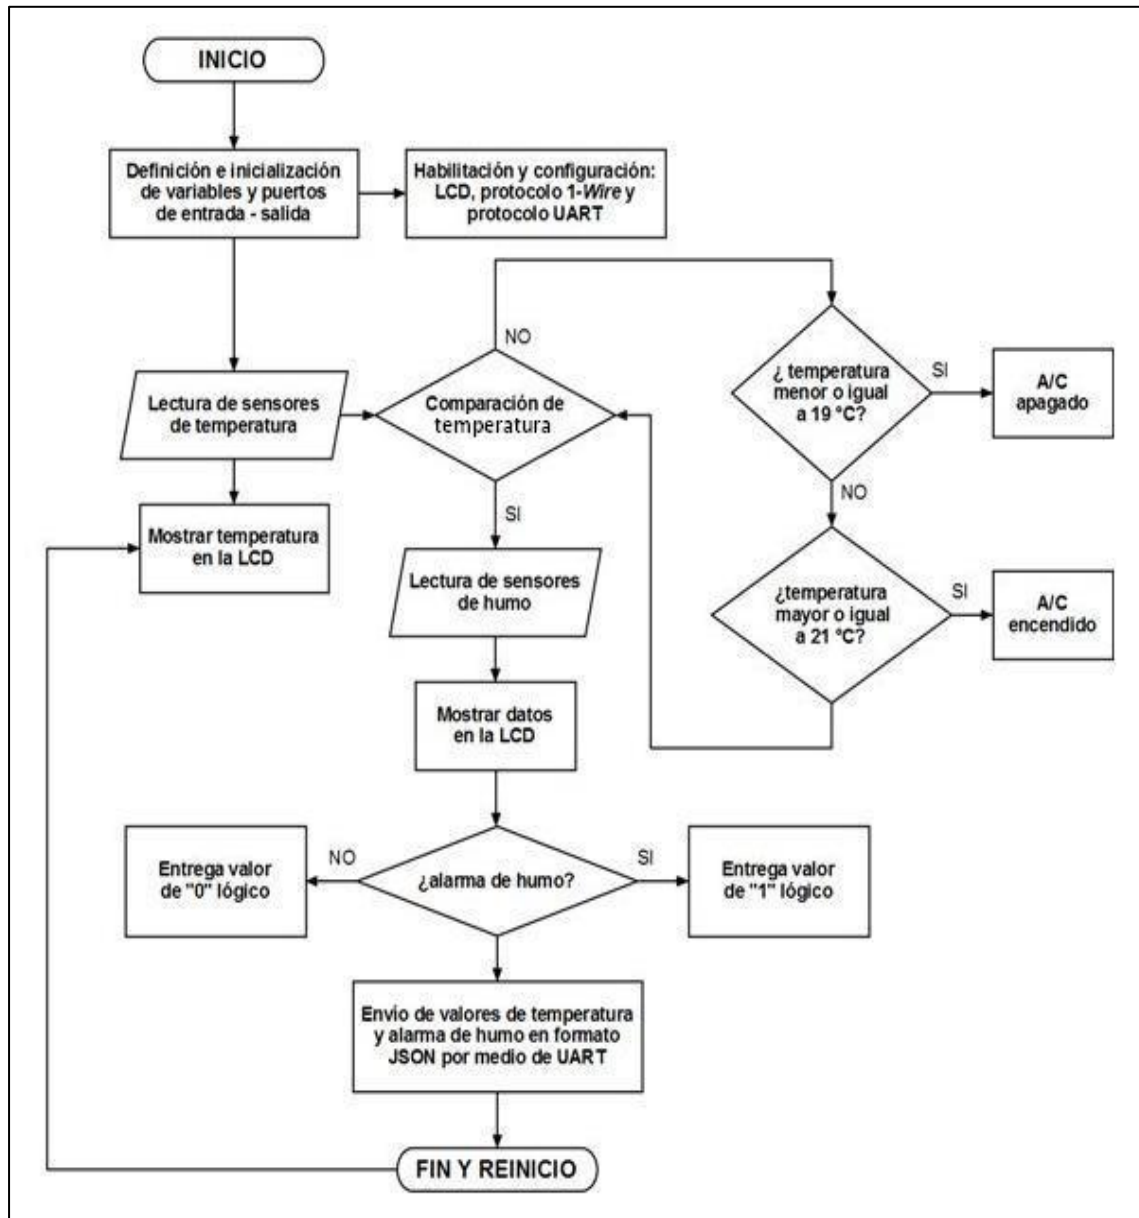 INICIO
Definición e inicialización
de variables y puertos
de entrada - salida
Habilitación y configuración:
LCD, protocolo 1-Wire y
protocolo UART
NO
Lectura de sensores
de temperatura
Comparación de
temperatura
¿ temperatura
menor o igual
a 19 ºC?
SI
A/C
apagado
NO
SI
Mostrar temperatura
en la LCD
Lectura de sensores
de humo
¿temperatura
mayor o igual
a 21 ºC?
SI
A/C
encendido
Mostrar datos
en la LCD
NO
SI
Entrega valor
de "0" lógico
¿alarma de humo?
Entrega valor
de "1" lógico
Envío de valores de temperatura
y alarma de humo en formato
JSON por medio de UART
FIN Y REINICIO